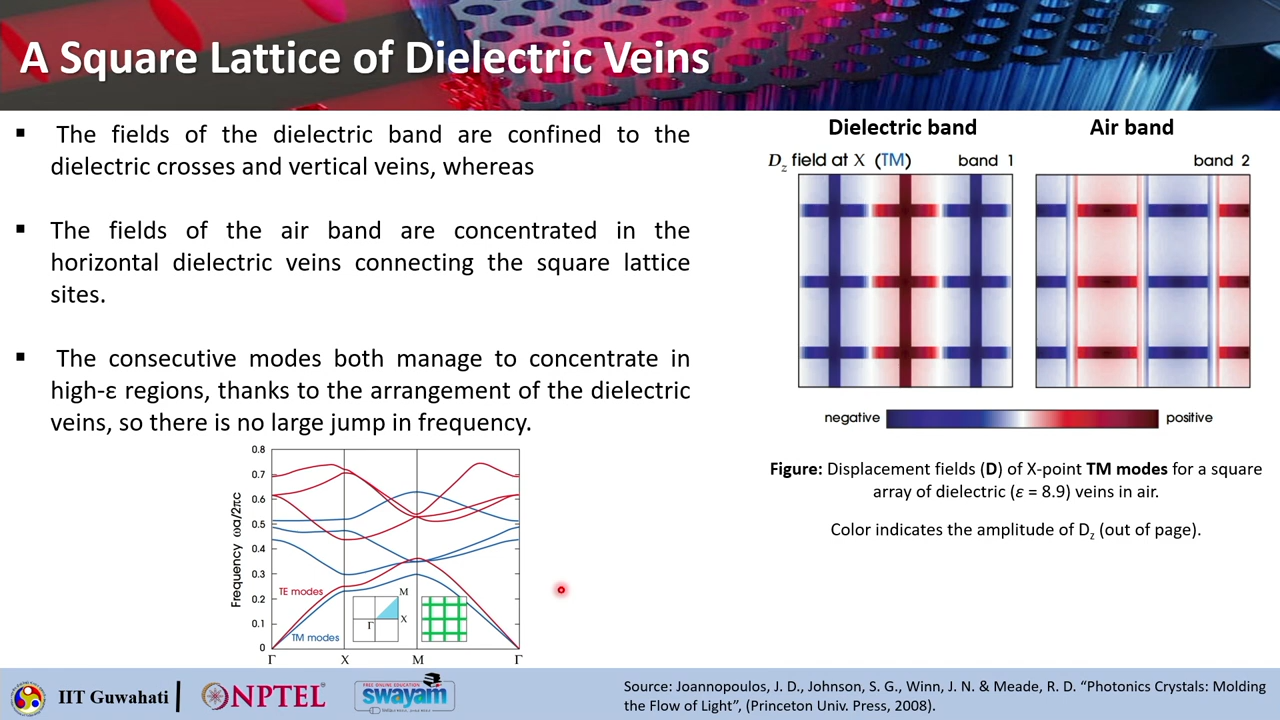 A Square Lattice of Dielectric Veins
▪ The fields of the dielectric band are confined to the
dielectric crosses and vertical veins, whereas
▪ The fields of the air band are concentrated in the
horizontal dielectric veins connecting the square lattice
sites.
▪ The consecutive modes both manage to concentrate in
high-ε regions, thanks to the arrangement of the dielectric
veins, so there is no large jump in frequency.
Frequency ωa/2πc
0.8
0.7
0.6
0.5
0.4
0.3
0.2
0.1
0
TE modes
TM modes
M
Γ
X
Γ X M Γ
Dielectric band
Air band
D_z field at X (TM) band 1
band 2
negative
positive
Figure: Displacement fields (D) of X-point TM modes for a square
array of dielectric (ε = 8.9) veins in air.
Color indicates the amplitude of D_z (out of page).
IIT Guwahati
NPTEL
FREE ONLINE EDUCATION
swayam
Source: Joannopoulos, J. D., Johnson, S. G., Winn, J. N. & Meade, R. D. “Photonics Crystals: Molding
the Flow of Light”, (Princeton Univ. Press, 2008).